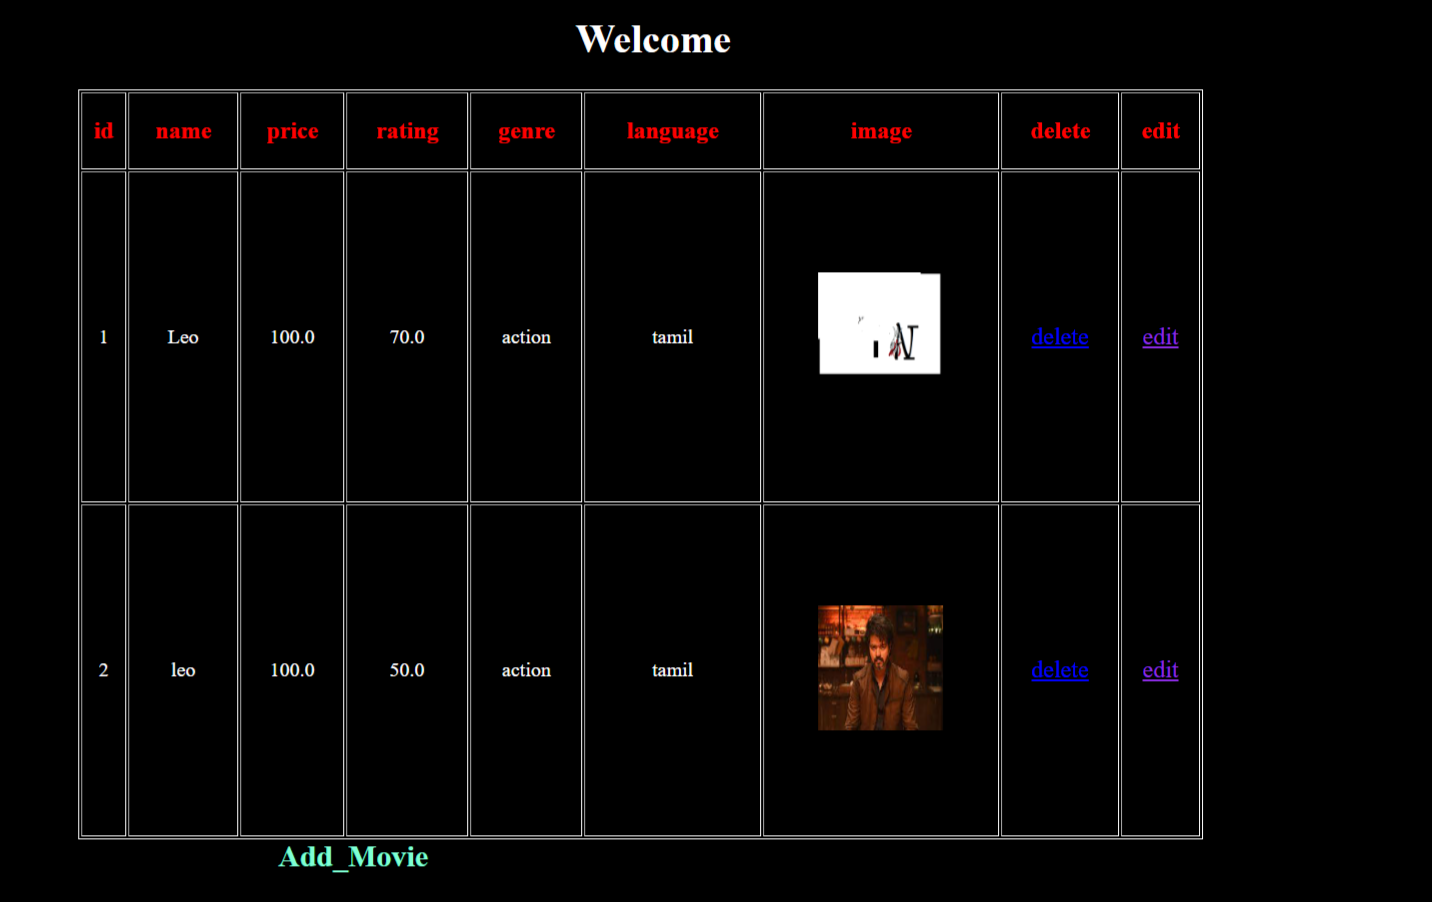 Welcome
id name price rating genre language image delete edit
1 Leo 100.0 70.0 action tamil delete edit
2 leo 100.0 50.0 action tamil delete edit
Add_Movie